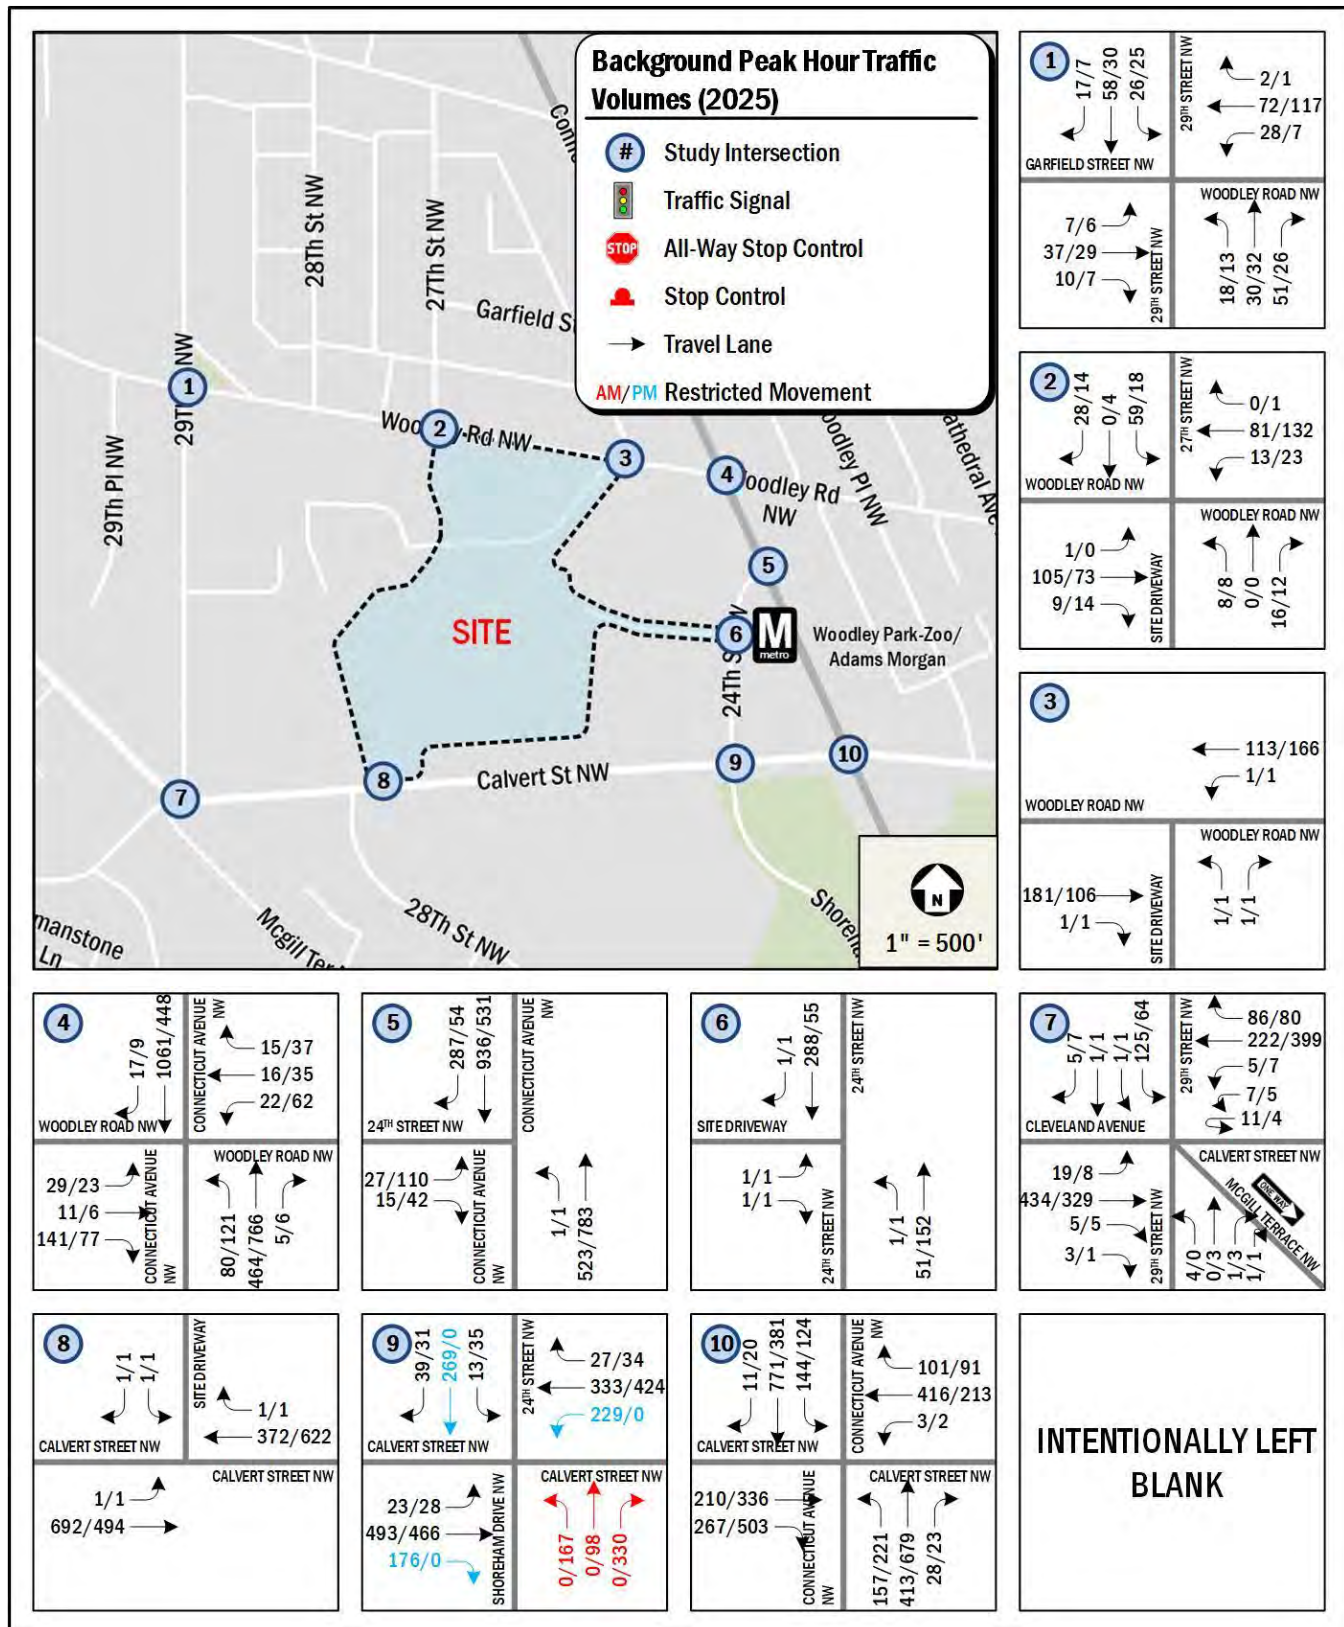 Background Peak Hour Traffic
Volumes (2025)
# Study Intersection
Traffic Signal
STOP All-Way Stop Control
Stop Control
Travel Lane
AM/PM Restricted Movement
28Th St NW
27Th St NW
Garfield
29Th Pl NW
NW
1
2
Rd NW
3
4
oodley Rd
NW
oodley Pl NW
athedral Ave
5
SITE
6
M
metro
Woodley Park-Zoo/
Adams Morgan
24Th
7
8
Calvert St NW
9
10
28Th St NW
Mcgill Ter
manstone
Ln
N
1" = 500'
1
17/7
58/30
26/25
29TH STREET NW
2/1
72/117
28/7
GARFIELD STREET NW
WOODLEY ROAD NW
7/6
37/29
10/7
29TH STREET NW
18/13
30/32
51/26
2
28/14
0/4
59/18
27TH STREET NW
0/1
81/132
13/23
WOODLEY ROAD NW
WOODLEY ROAD NW
1/0
105/73
9/14
SITE DRIVEWAY
8/8
0/0
16/12
3
113/166
1/1
WOODLEY ROAD NW
WOODLEY ROAD NW
181/106
1/1
SITE DRIVEWAY
1/1
1/1
4
17/9
1061/448
CONNECTICUT AVENUE
NW
15/37
16/35
22/62
WOODLEY ROAD NW
WOODLEY ROAD NW
29/23
11/6
141/77
CONNECTICUT AVENUE
NW
80/121
464/766
5/6
5
287/54
936/531
CONNECTICUT AVENUE
NW
24TH STREET NW
27/110
15/42
CONNECTICUT AVENUE
NW
1/1
523/783
6
1/1
288/55
24TH STREET NW
SITE DRIVEWAY
1/1
1/1
24TH STREET NW
1/1
51/152
7
5/7
1/1
1/1
125/64
29TH STREET NW
86/80
222/399
5/7
7/5
11/4
CLEVELAND AVENUE
CALVERT STREET NW
19/8
434/329
5/5
3/1
29TH STREET NW
ONE WAY
MCGILL TERRACE NW
4/0
0/3
1/3
1/1
8
1/1
1/1
SITE DRIVEWAY
1/1
372/622
CALVERT STREET NW
CALVERT STREET NW
1/1
692/494
9
39/31
269/0
13/35
24TH STREET NW
27/34
333/424
229/0
CALVERT STREET NW
CALVERT STREET NW
23/28
493/466
176/0
SHOREHAM DRIVE NW
0/167
0/98
0/330
10
11/20
771/381
144/124
CONNECTICUT AVENUE
NW
101/91
416/213
3/2
CALVERT STREET NW
CALVERT STREET NW
210/336
267/503
CONNECTICUT AVENUE
NW
157/221
413/679
28/23
INTENTIONALLY LEFT
BLANK